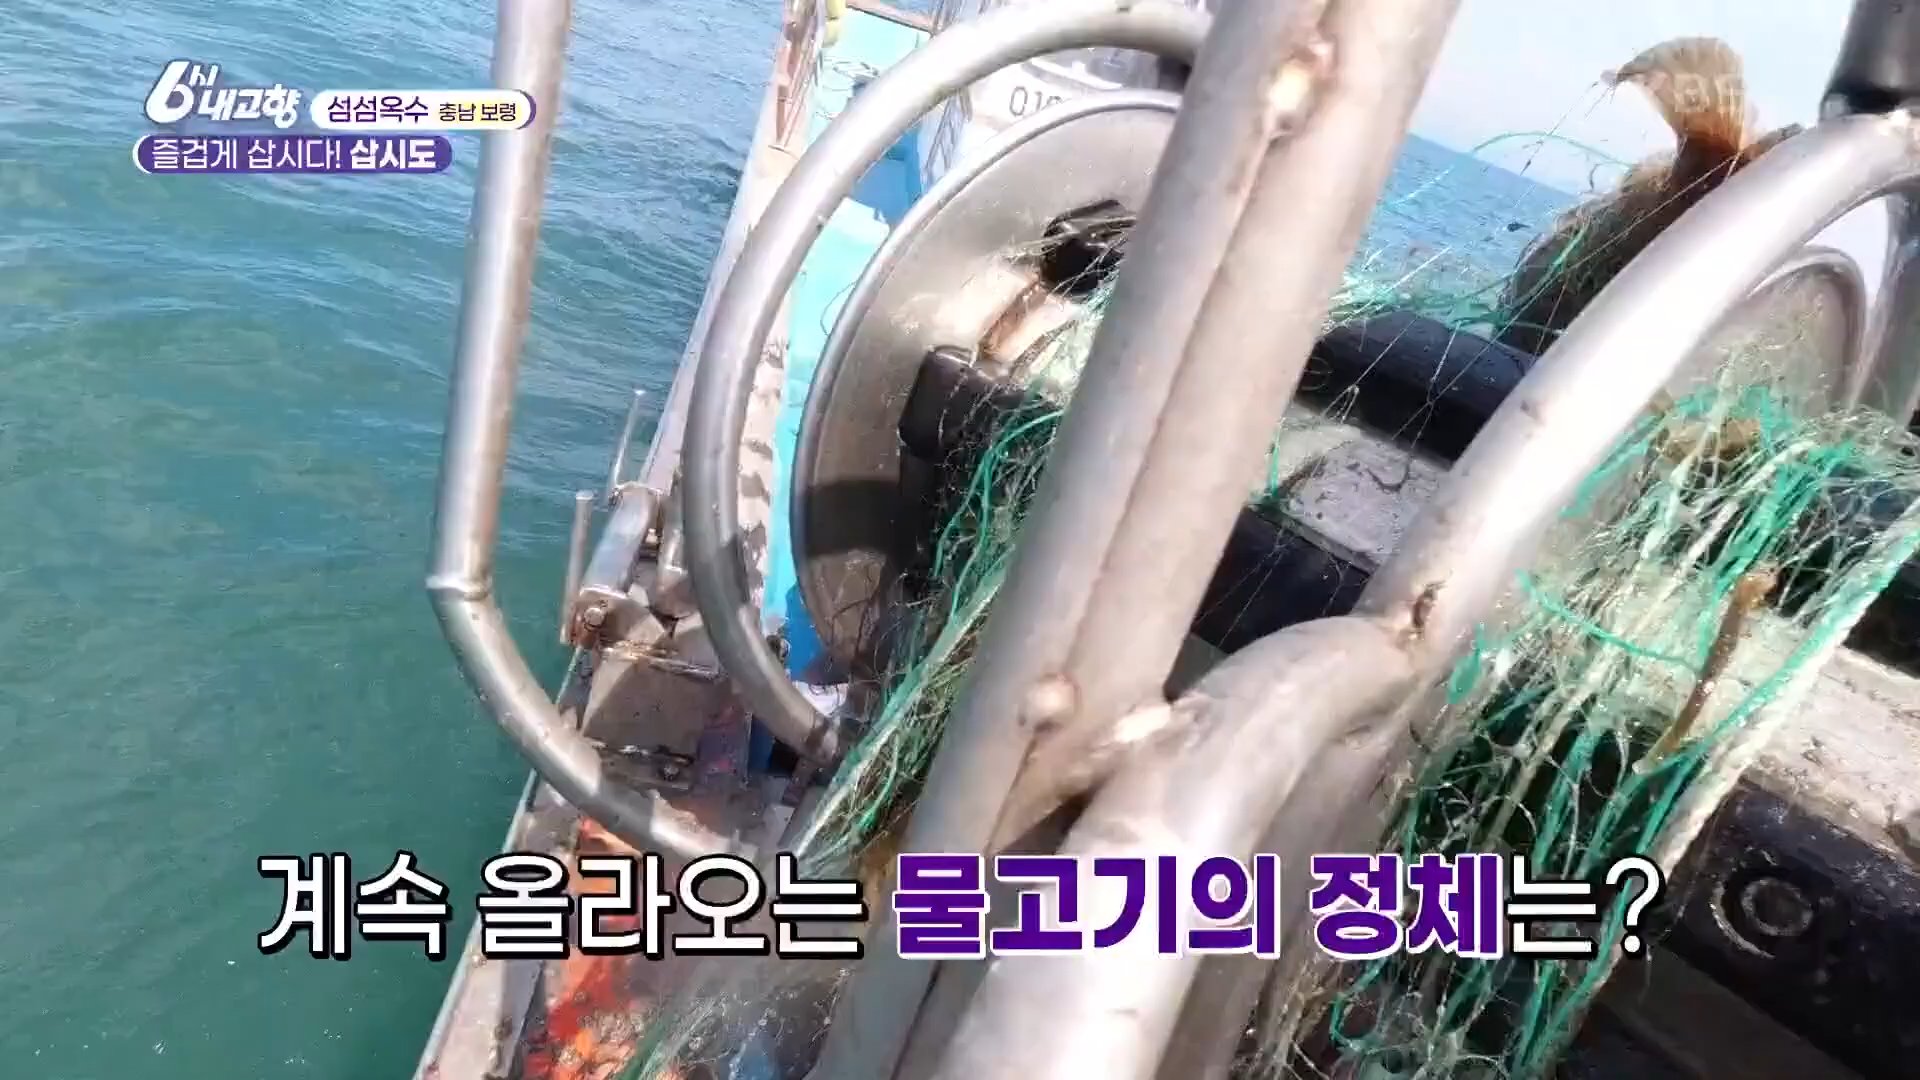 6시 내고향 섬섬옥수 충남 보령
즐겁게 삽시다! 삽시도
계속 올라오는 물고기의 정체는?